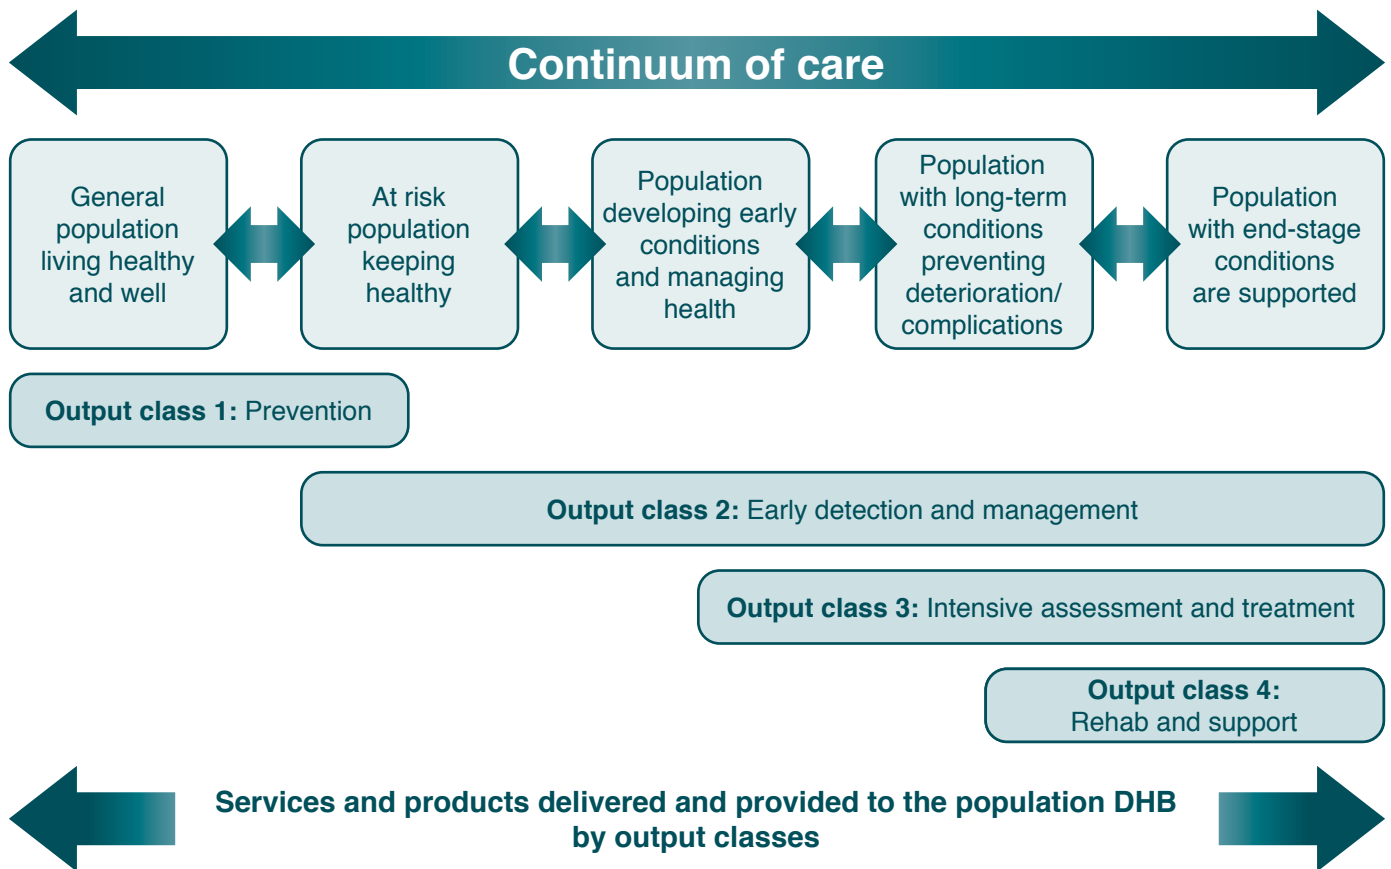 Continuum of care
General
population
living healthy
and well
At risk
population
keeping
healthy
Population
developing early
conditions
and managing
health
Population
with long-term
conditions
preventing
deterioration/
complications
Population
with end-stage
conditions
are supported
Output class 1: Prevention
Output class 2: Early detection and management
Output class 3: Intensive assessment and treatment
Output class 4:
Rehab and support
Services and products delivered and provided to the population DHB
by output classes